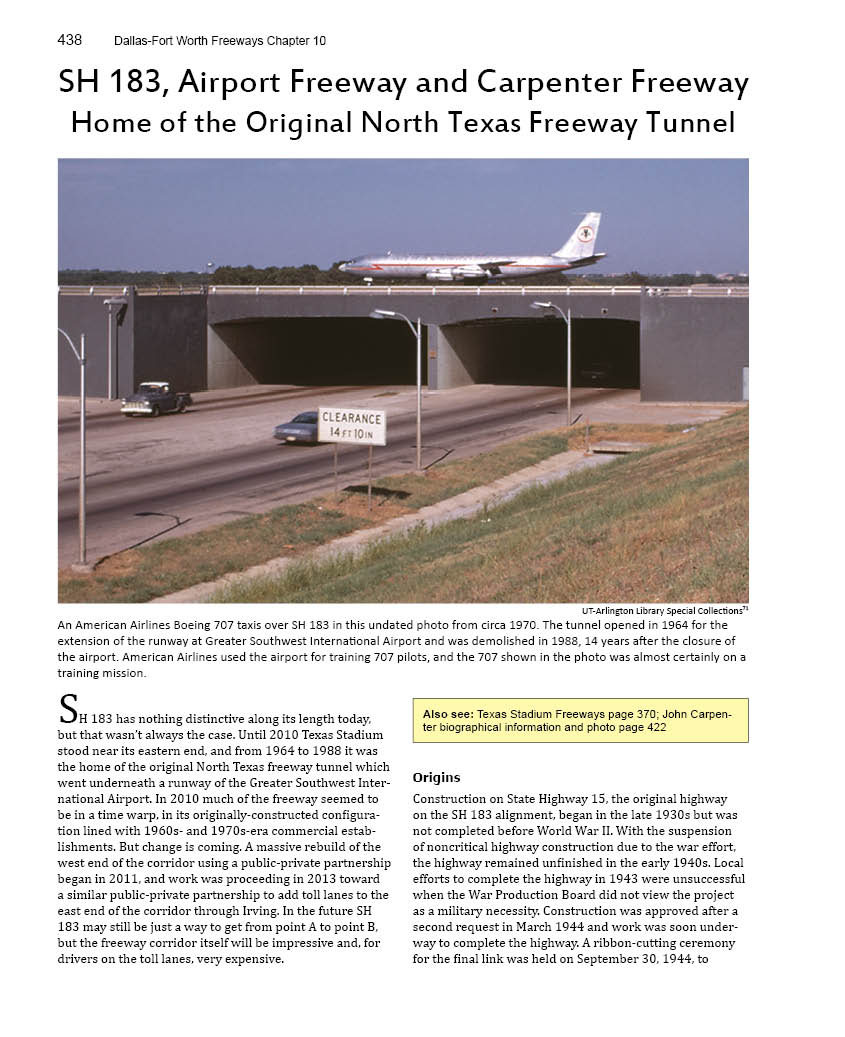 438 Dallas-Fort Worth Freeways Chapter 10
SH 183, Airport Freeway and Carpenter Freeway
Home of the Original North Texas Freeway Tunnel
CLEARANCE
14 FT 10 IN
UT-Arlington Library Special Collections71
An American Airlines Boeing 707 taxis over SH 183 in this undated photo from circa 1970. The tunnel opened in 1964 for the
extension of the runway at Greater Southwest International Airport and was demolished in 1988, 14 years after the closure of
the airport. American Airlines used the airport for training 707 pilots, and the 707 shown in the photo was almost certainly on a
training mission.
SH 183 has nothing distinctive along its length today,
but that wasn't always the case. Until 2010 Texas Stadium
stood near its eastern end, and from 1964 to 1988 it was
the home of the original North Texas freeway tunnel which
went underneath a runway of the Greater Southwest Inter-
national Airport. In 2010 much of the freeway seemed to
be in a time warp, in its originally-constructed configura-
tion lined with 1960s- and 1970s-era commercial estab-
lishments. But change is coming. A massive rebuild of the
west end of the corridor using a public-private partnership
began in 2011, and work was proceeding in 2013 toward
a similar public-private partnership to add toll lanes to the
east end of the corridor through Irving. In the future SH
183 may still be just a way to get from point A to point B,
but the freeway corridor itself will be impressive and, for
drivers on the toll lanes, very expensive.
Also see: Texas Stadium Freeways page 370; John Carpen-
ter biographical information and photo page 422
Origins
Construction on State Highway 15, the original highway
on the SH 183 alignment, began in the late 1930s but was
not completed before World War II. With the suspension
of noncritical highway construction due to the war effort,
the highway remained unfinished in the early 1940s. Local
efforts to complete the highway in 1943 were unsuccessful
when the War Production Board did not view the project
as a military necessity. Construction was approved after a
second request in March 1944 and work was soon under-
way to complete the highway. A ribbon-cutting ceremony
for the final link was held on September 30, 1944, to